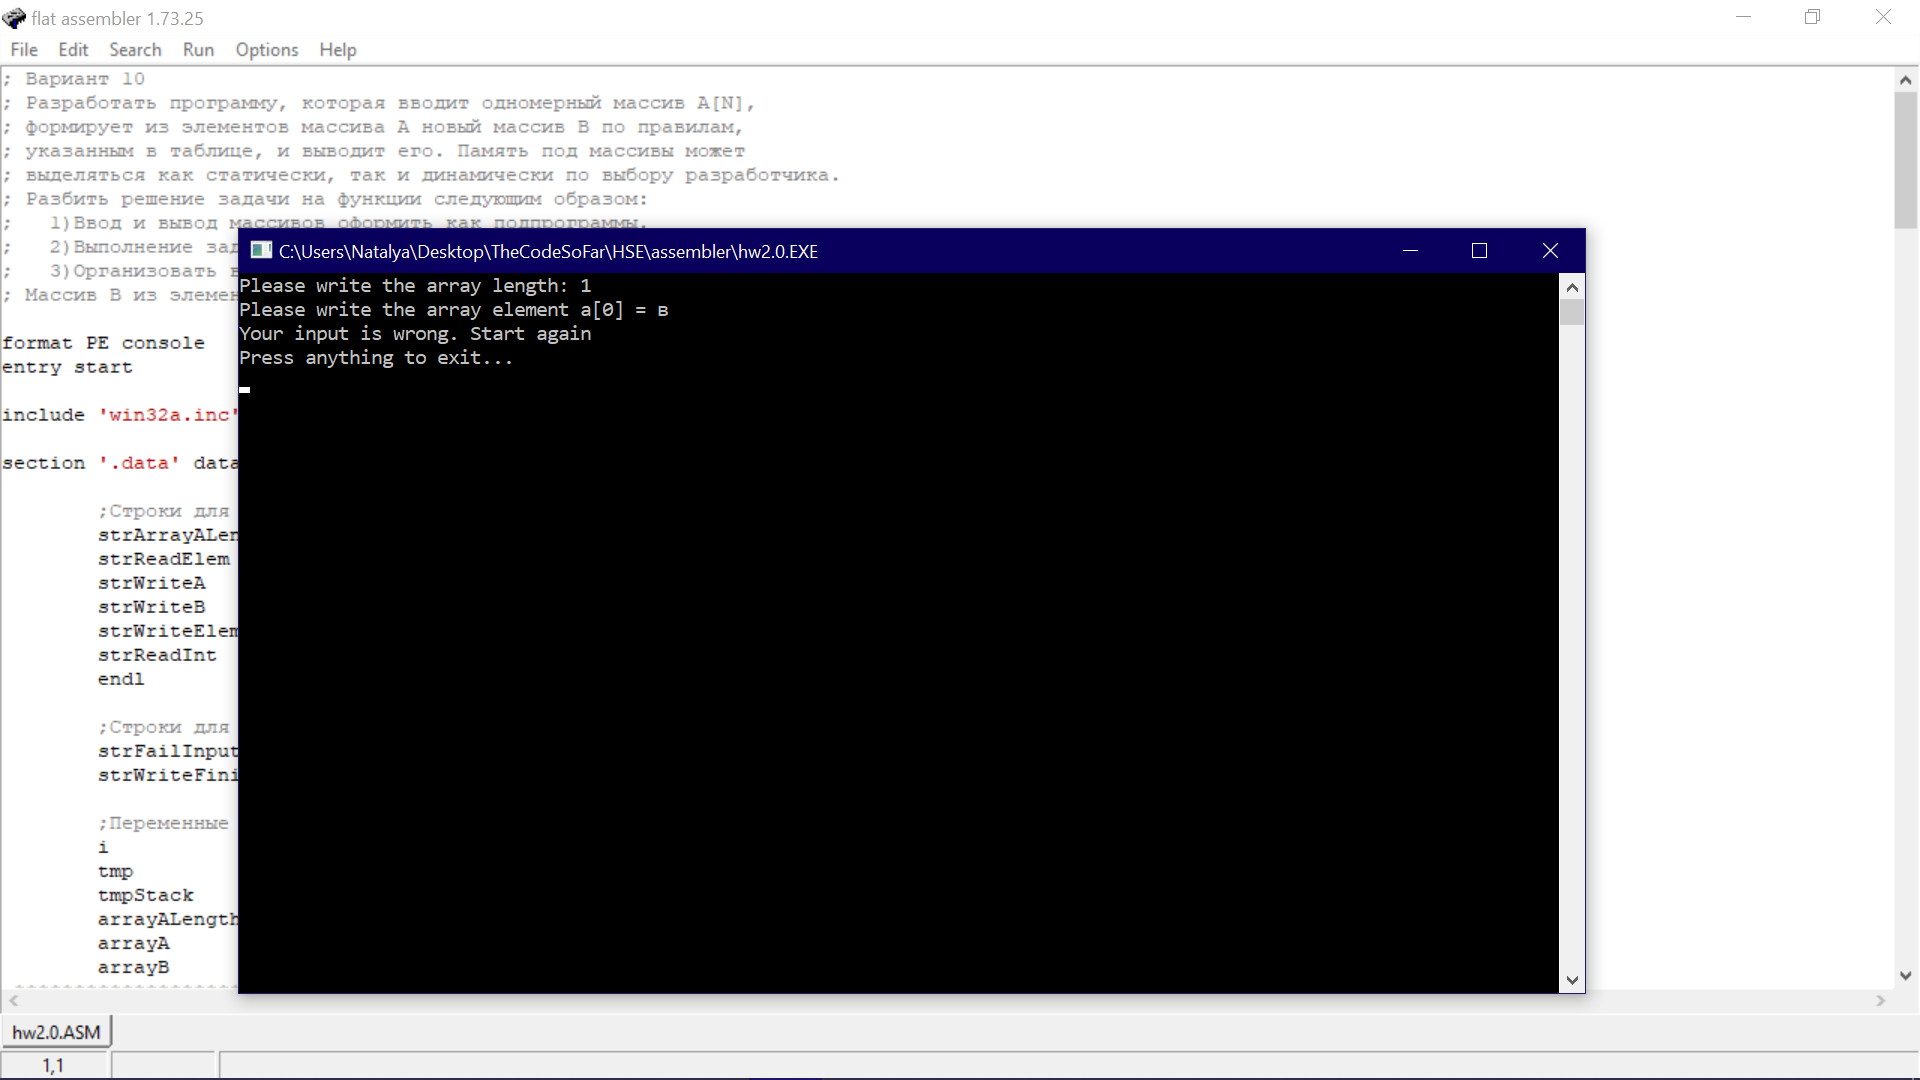 flat assembler 1.73.25
File Edit Search Run Options Help
; Вариант 10
; Разработать программу, которая вводит одномерный массив A[N],
; формирует из элементов массива A новый массив B по правилам,
; указанным в таблице, и выводит его. Память под массивы может
; выделяться как статически, так и динамически по выбору разработчика.
; Разбить решение задачи на функции следующим образом:
; 1)Ввод и вывод массивов оформить как подпрограммы.
; 2)Выполнение
; 3)Организовать
; Массив B из
format PE console
entry start
include 'win32a.inc'
section '.data' data
;Строки для
strArrayALen
strReadElem
strWriteA
strWriteB
strWriteElem
strReadInt
endl
;Строки для
strFailInput
strWriteFini
;Переменные
i
tmp
tmpStack
arrayALength
arrayA
arrayB
C:\Users\Natalya\Desktop\TheCodeSoFar\HSE\assembler\hw2.0.EXE
Please write the array length: 1
Please write the array element a[0] = в
Your input is wrong. Start again
Press anything to exit...
hw2.0.ASM
1,1